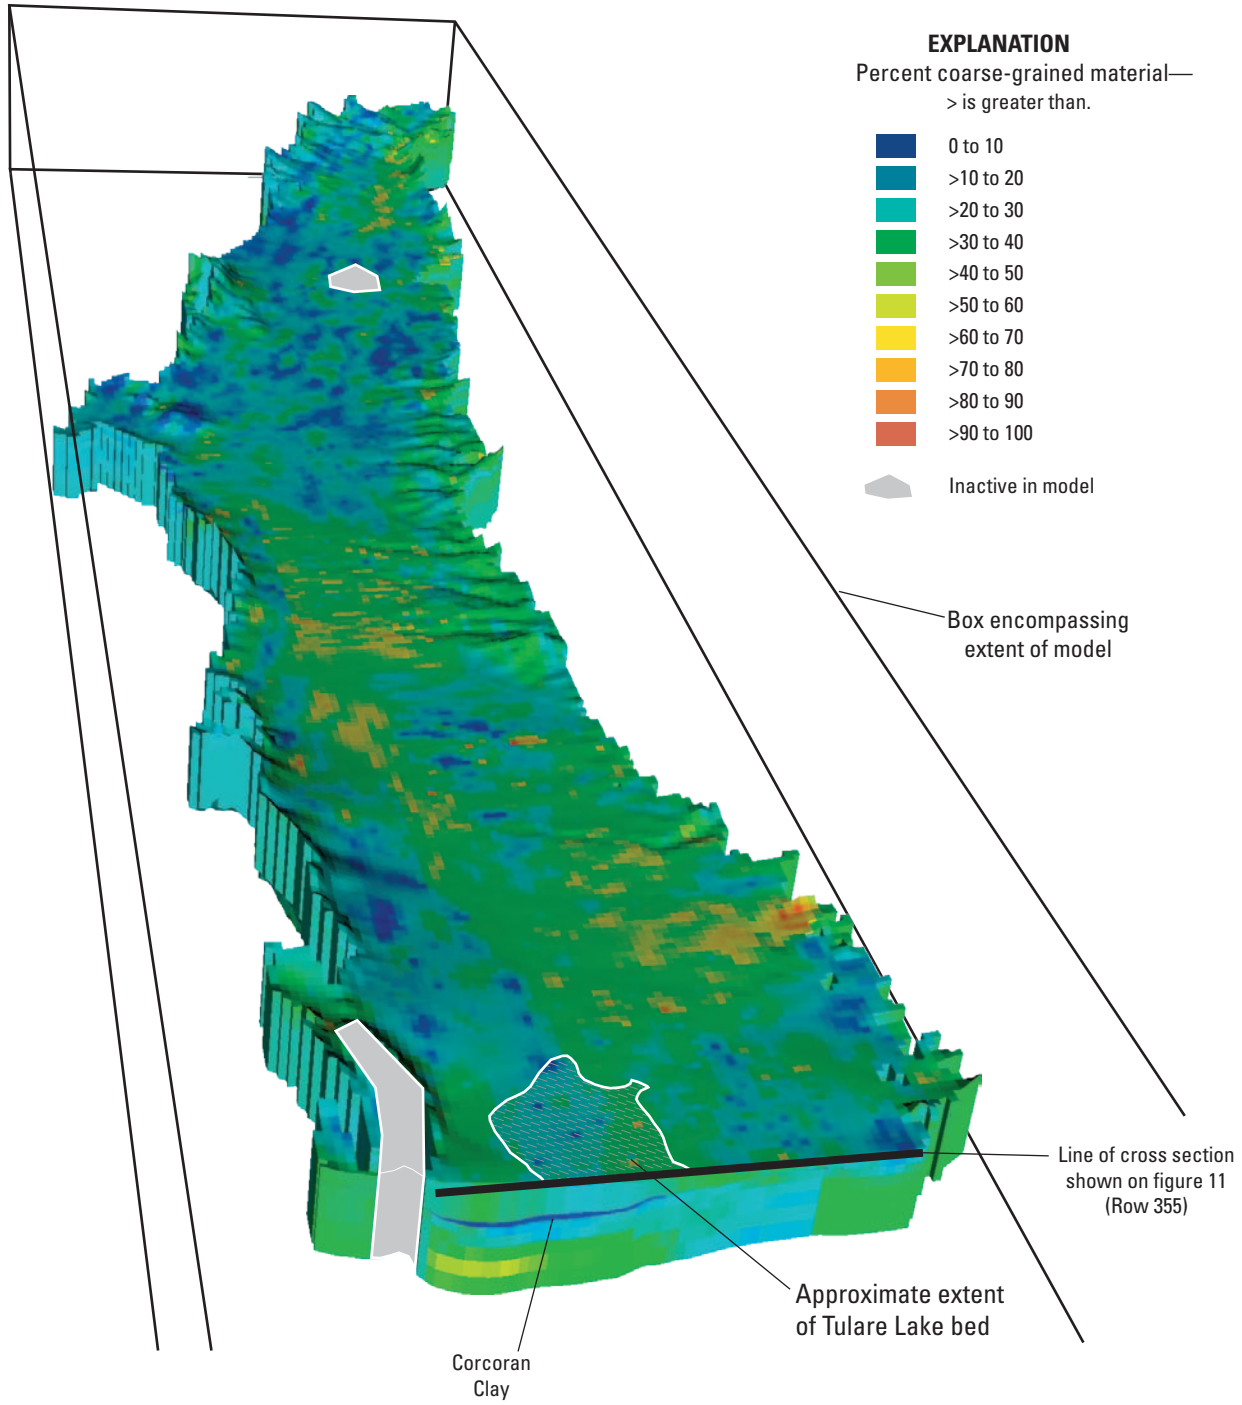 EXPLANATION
Percent coarse-grained material—
> is greater than.
0 to 10
>10 to 20
>20 to 30
>30 to 40
>40 to 50
>50 to 60
>60 to 70
>70 to 80
>80 to 90
>90 to 100
Inactive in model
Box encompassing
extent of model
Line of cross section
shown on figure 11
(Row 355)
Approximate extent
of Tulare Lake bed
Corcoran
Clay